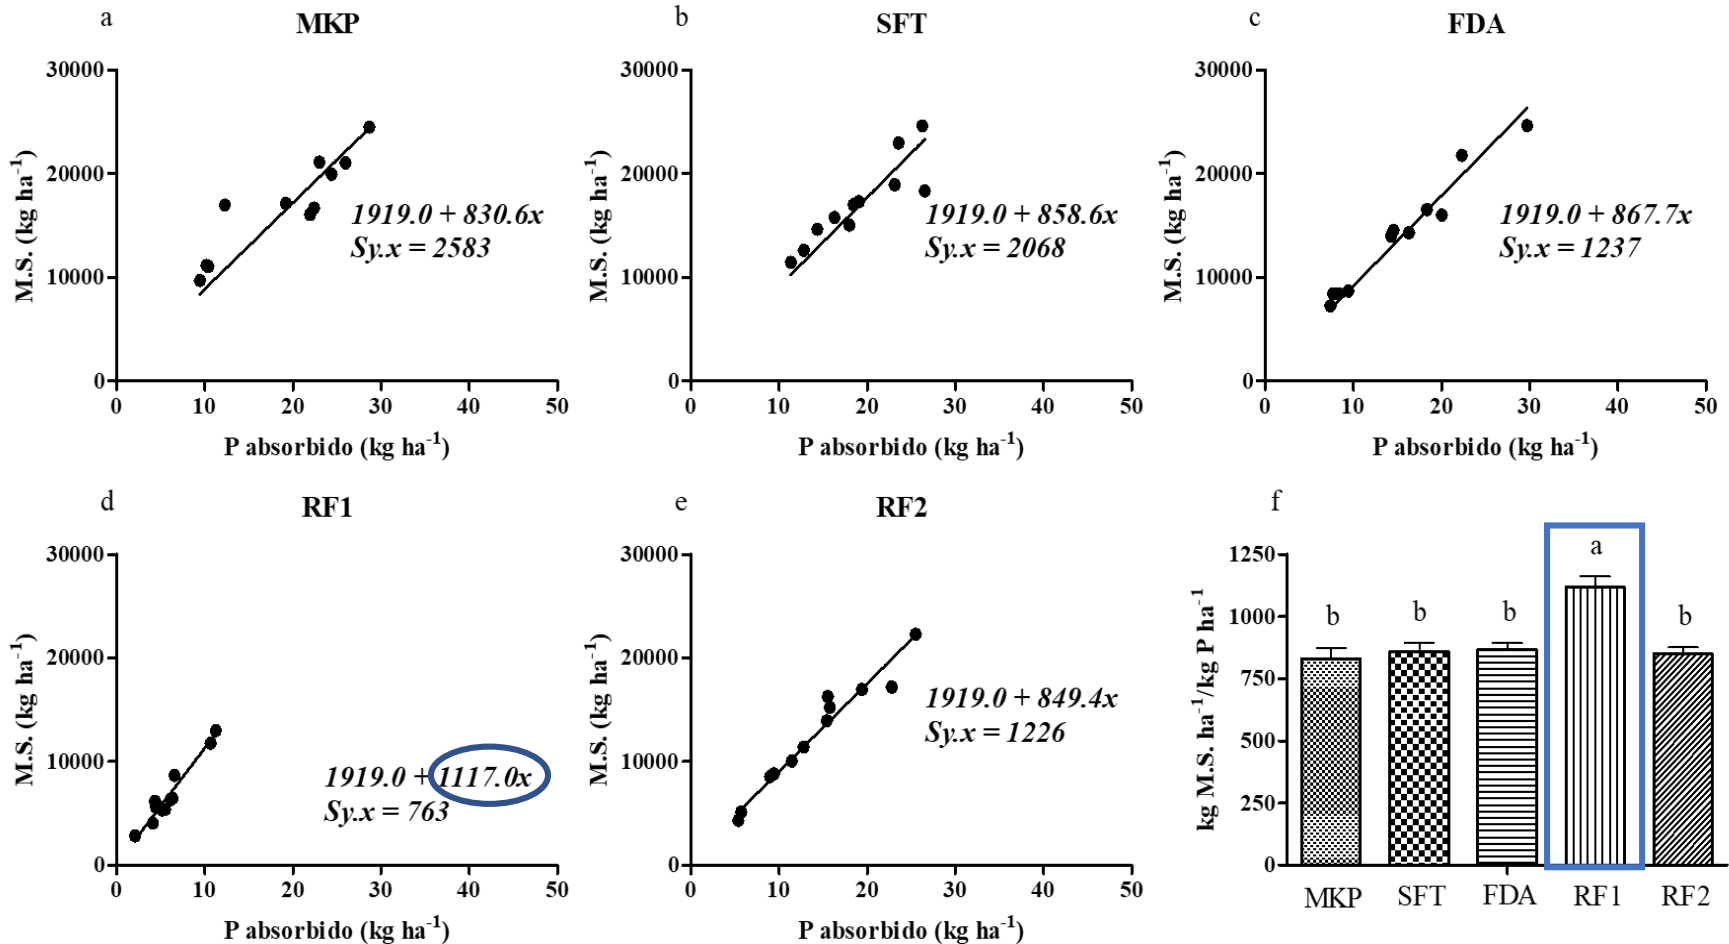 a
MKP
30000
20000
10000
0
M.S. (kg ha⁻¹)
1919.0 + 830.6x
Sy.x = 2583
0 10 20 30 40 50
P absorbido (kg ha⁻¹)
b
SFT
30000
20000
10000
0
M.S. (kg ha⁻¹)
1919.0 + 858.6x
Sy.x = 2068
0 10 20 30 40 50
P absorbido (kg ha⁻¹)
c
FDA
30000
20000
10000
0
M.S. (kg ha⁻¹)
1919.0 + 867.7x
Sy.x = 1237
0 10 20 30 40 50
P absorbido (kg ha⁻¹)
d
RF1
30000
20000
10000
0
M.S. (kg ha⁻¹)
1919.0 + 1117.0x
Sy.x = 763
0 10 20 30 40 50
P absorbido (kg ha⁻¹)
e
RF2
30000
20000
10000
0
M.S. (kg ha⁻¹)
1919.0 + 849.4x
Sy.x = 1226
0 10 20 30 40 50
P absorbido (kg ha⁻¹)
f
1250
1000
750
500
250
0
kg M.S. ha⁻¹/kg P ha⁻¹
b b b a b
MKP SFT FDA RF1 RF2